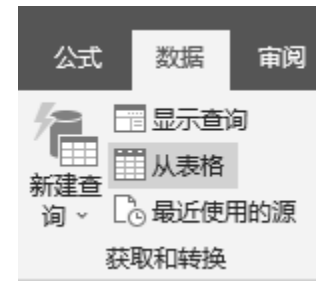 公式 数据 审阅
新建查
询
显示查询
从表格
最近使用的源
获取和转换